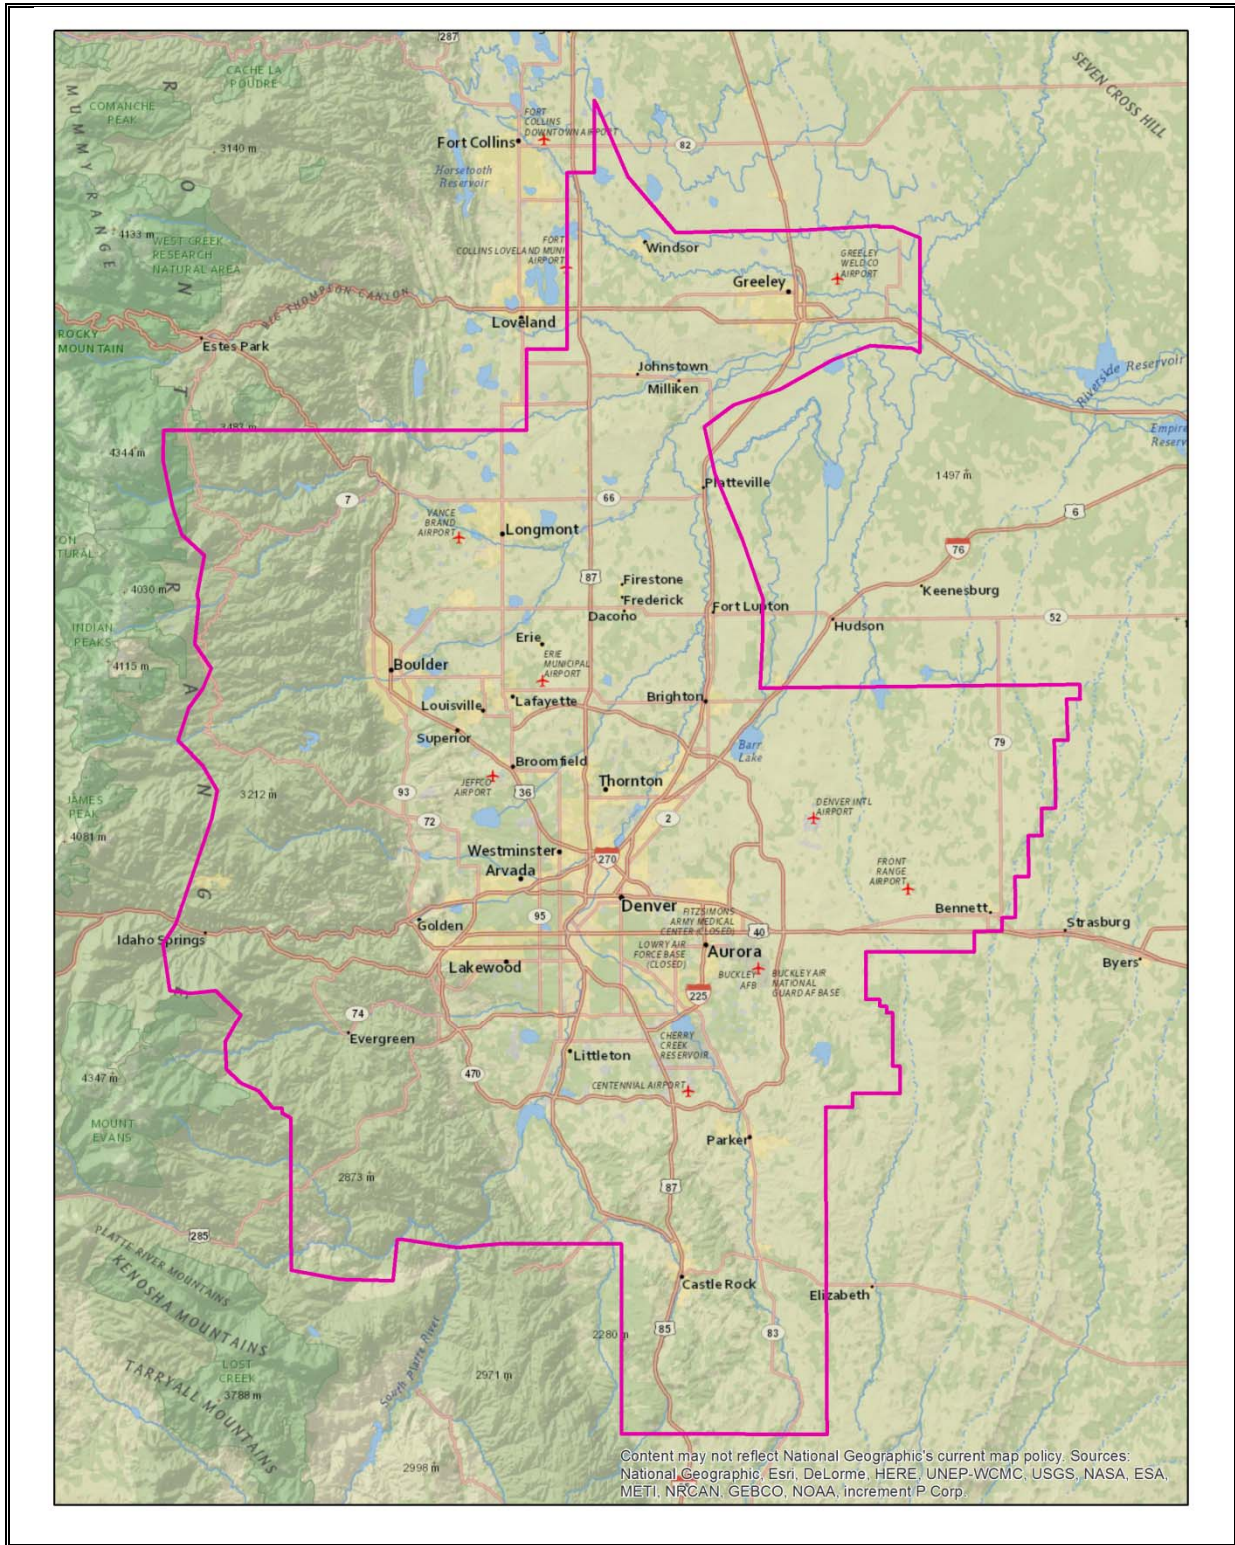 287
SEVEN CROSS HILL
CACHE LA
POUDRE
COMANCHE
PEAK
MUMMY RANGE
FORT
COLLINS
DOWNTOWN AIRPORT
Fort Collins
82
3140 m
Horsetooth
Reservoir
4133 m
WEST CREEK
RESEARCH
NATURAL AREA
FORT
COLLINS LOVELAND MUNI
AIRPORT
Windsor
GREELEY
WELD CO
AIRPORT
Greeley
BIG THOMPSON CANYON
Loveland
ROCKY
MOUNTAIN
Estes Park
Johnstown
Milliken
Riverside Reservoir
3483 m
Empire
Reserv
4344 m
1497 m
Platteville
7
66
6
VANCE
BRAND
AIRPORT
Longmont
ON
TURAL
76
87
Firestone
4030 m
Keenesburg
Frederick
Fort Lupton
Dacono
52
Hudson
INDIAN
PEAKS
Erie
ERIE
MUNICIPAL
AIRPORT
4115 m
Boulder
Lafayette
Brighton
Louisville
Superior
Barr
Lake
79
Broomfield
JEFFCO
AIRPORT
Thornton
36
93
3212 m
JAMES
PEAK
DENVER INTL
AIRPORT
72
2
4081 m
Westminster
270
Arvada
FRONT
RANGE
AIRPORT
Denver
FITZSIMONS
ARMY MEDICAL
CENTER (CLOSED)
Bennett
95
Golden
40
Strasburg
Idaho Springs
LOWRY AIR
FORCE BASE
(CLOSED)
Aurora
Byers
Lakewood
BUCKLEY
AFB
BUCKLEY AIR
NATIONAL
GUARD AF BASE
225
F R O N T R A N G E
74
Evergreen
CHERRY
CREEK
RESERVOIR
Littleton
470
4347 m
CENTENNIAL AIRPORT
MOUNT
EVANS
Parker
2873 m
87
285
PLATTE RIVER MOUNTAINS
KENOSHA MOUNTAINS
Castle Rock
Elizabeth
85
83
2280 m
South Platte River
LOST
CREEK
3788 m
2971 m
TARRYALL MOUNTAINS
2998 m
Content may not reflect National Geographic's current map policy. Sources:
National Geographic, Esri, DeLorme, HERE, UNEP-WCMC, USGS, NASA, ESA,
METI, NRCAN, GEBCO, NOAA, increment P Corp.